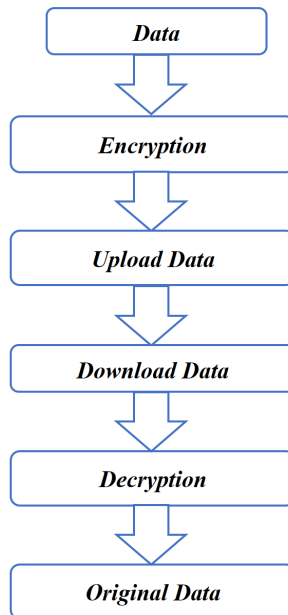 Data
Encryption
Upload Data
Download Data
Decryption
Original Data